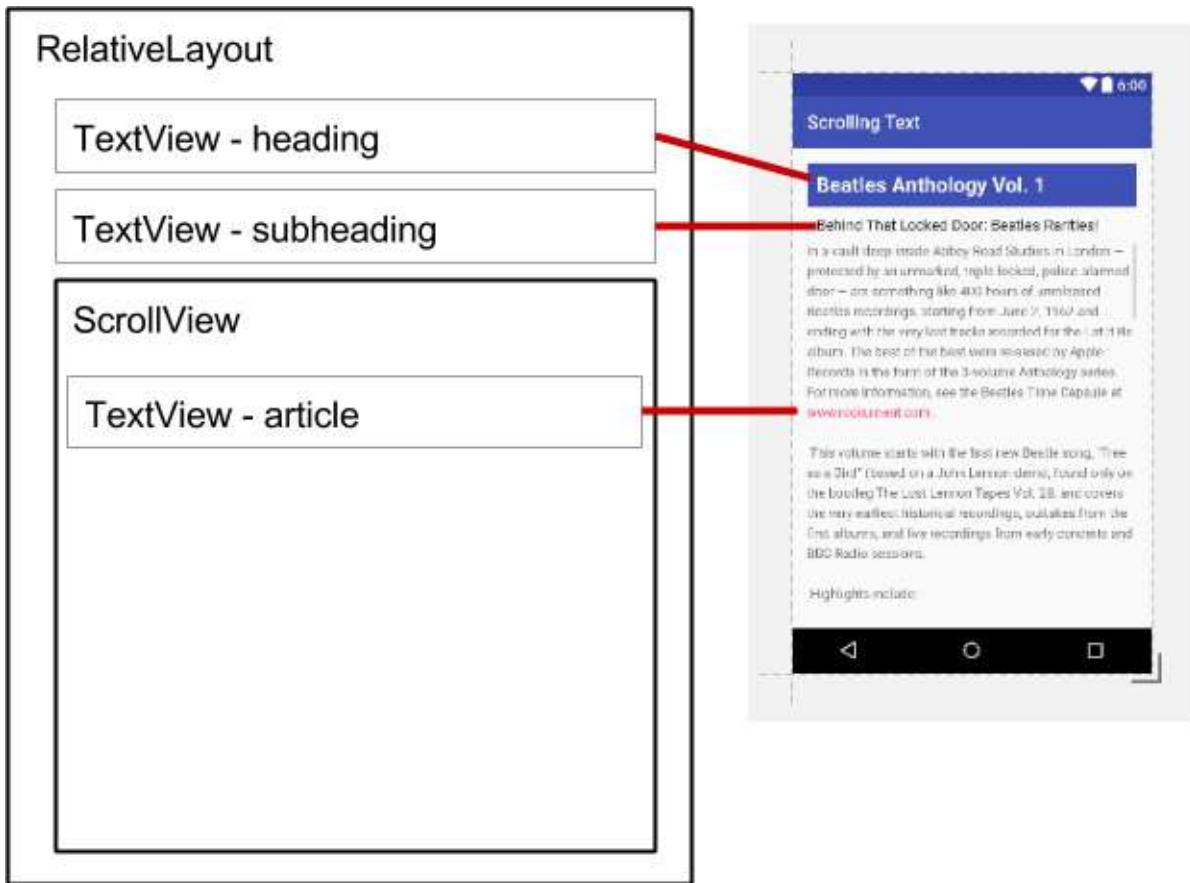 RelativeLayout
TextView - heading
TextView - subheading
ScrollView
TextView - article
6:00
Scrolling Text
Beatles Anthology Vol. 1
Behind That Locked Door: Beatles Rarities!
In a vault deep inside Abbey Road Studios in London —
protected by an unmarked, triple locked, police alarmed
door — are something like 400 hours of unreleased
Beatles recordings, starting from June 2, 1962 and
ending with the very last tracks recorded for the Let It Be
album. The best of the best were released by Apple
Records in the form of the 3-volume Anthology series.
For more information, see the Beatles Time Capsule at
www.rockument.com.
This volume starts with the first new Beatle song, "Free
as a Bird" (based on a John Lennon demo, found only on
the bootleg The Lost Lennon Tapes Vol. 28, and covers
the very earliest historical recordings, outtakes from the
first albums, and live recordings from early concerts and
BBC Radio sessions.
Highlights include: